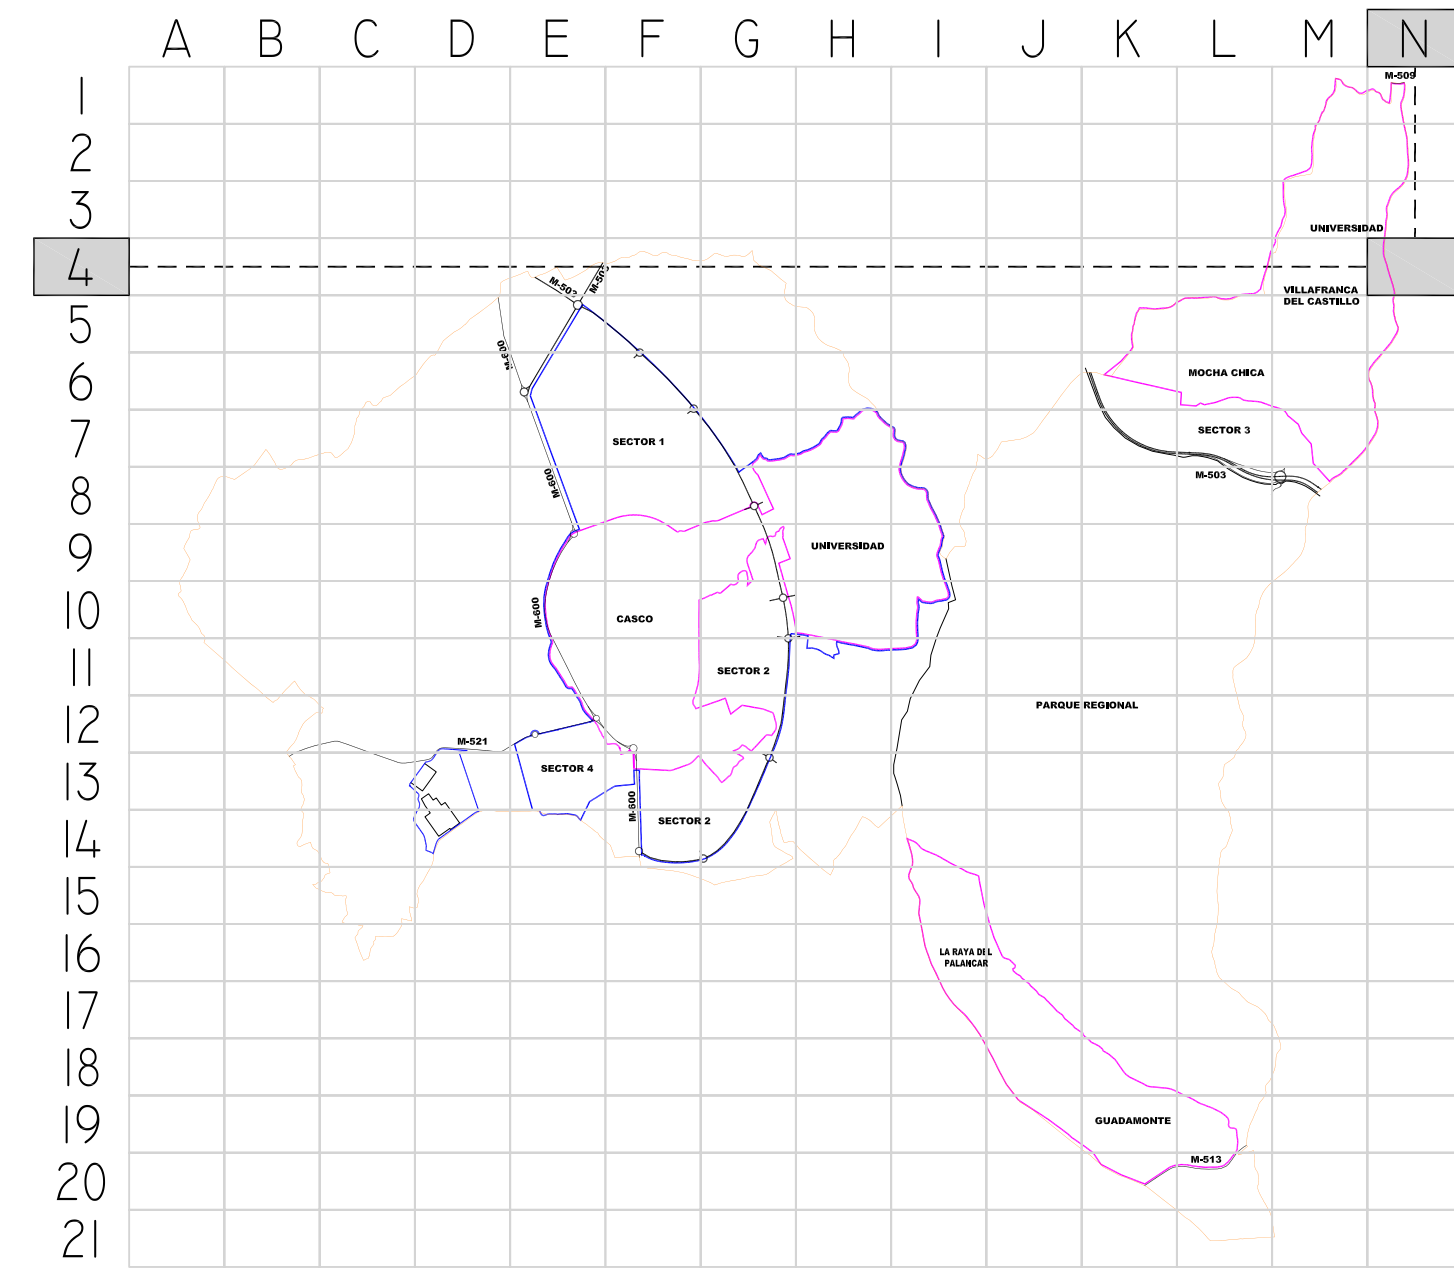 A B C D E F G H I J K L M N
M-509
1
2
3
UNIVERSIDAD
4
M-503
M-503
VILLAFRANCA
DEL CASTILLO
5
M-600
6
MOCHA CHICA
7
SECTOR 1
SECTOR 3
8
M-600
M-503
9
UNIVERSIDAD
10
M-600
CASCO
11
SECTOR 2
12
PARQUE REGIONAL
M-521
13
SECTOR 4
M-600
14
SECTOR 2
15
16
LA RAYA DEL
PALANCAR
17
18
19
GUADAMONTE
20
M-513
21